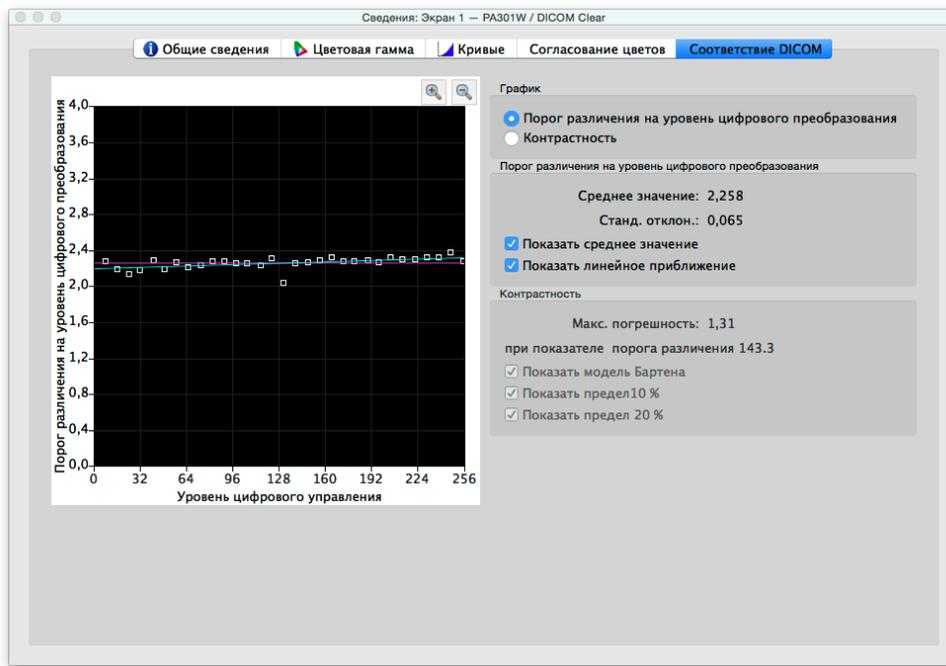 Сведения: Экран 1 — PA301W / DICOM Clear
Общие сведения
Цветовая гамма
Кривые
Согласование цветов
Соответствие DICOM
Порог различения на уровень цифрового преобразования
4,0
3,6
3,2
2,8
2,4
2,0
1,6
1,2
0,8
0,4
0,0
0 32 64 96 128 160 192 224 256
Уровень цифрового управления
График
Порог различения на уровень цифрового преобразования
Контрастность
Порог различения на уровень цифрового преобразования
Среднее значение: 2,258
Станд. отклон.: 0,065
Показать среднее значение
Показать линейное приближение
Контрастность
Макс. погрешность: 1,31
при показателе порога различения 143.3
Показать модель Бартена
Показать предел10 %
Показать предел 20 %